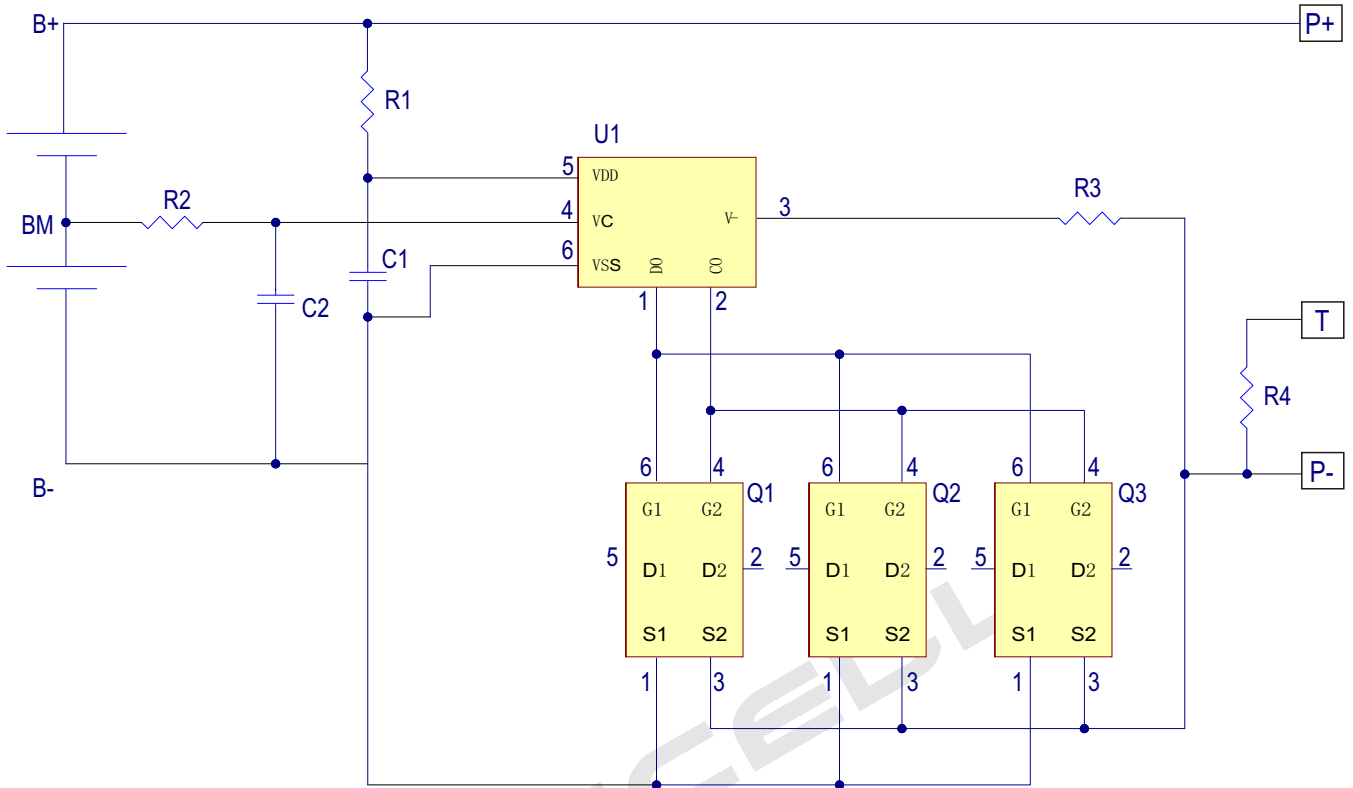 B+
P+
R1
U1
5 VDD
R2
4 VC
V- 3
R3
BM
6 VSS
DO
CO
C1
C2
1
2
T
R4
6 4
6 4
6 4
P-
B-
Q1
Q2
Q3
G1 G2
G1 G2
G1 G2
5 D1 D2 2
5 D1 D2 2
5 D1 D2 2
S1 S2
S1 S2
S1 S2
1 3
1 3
1 3